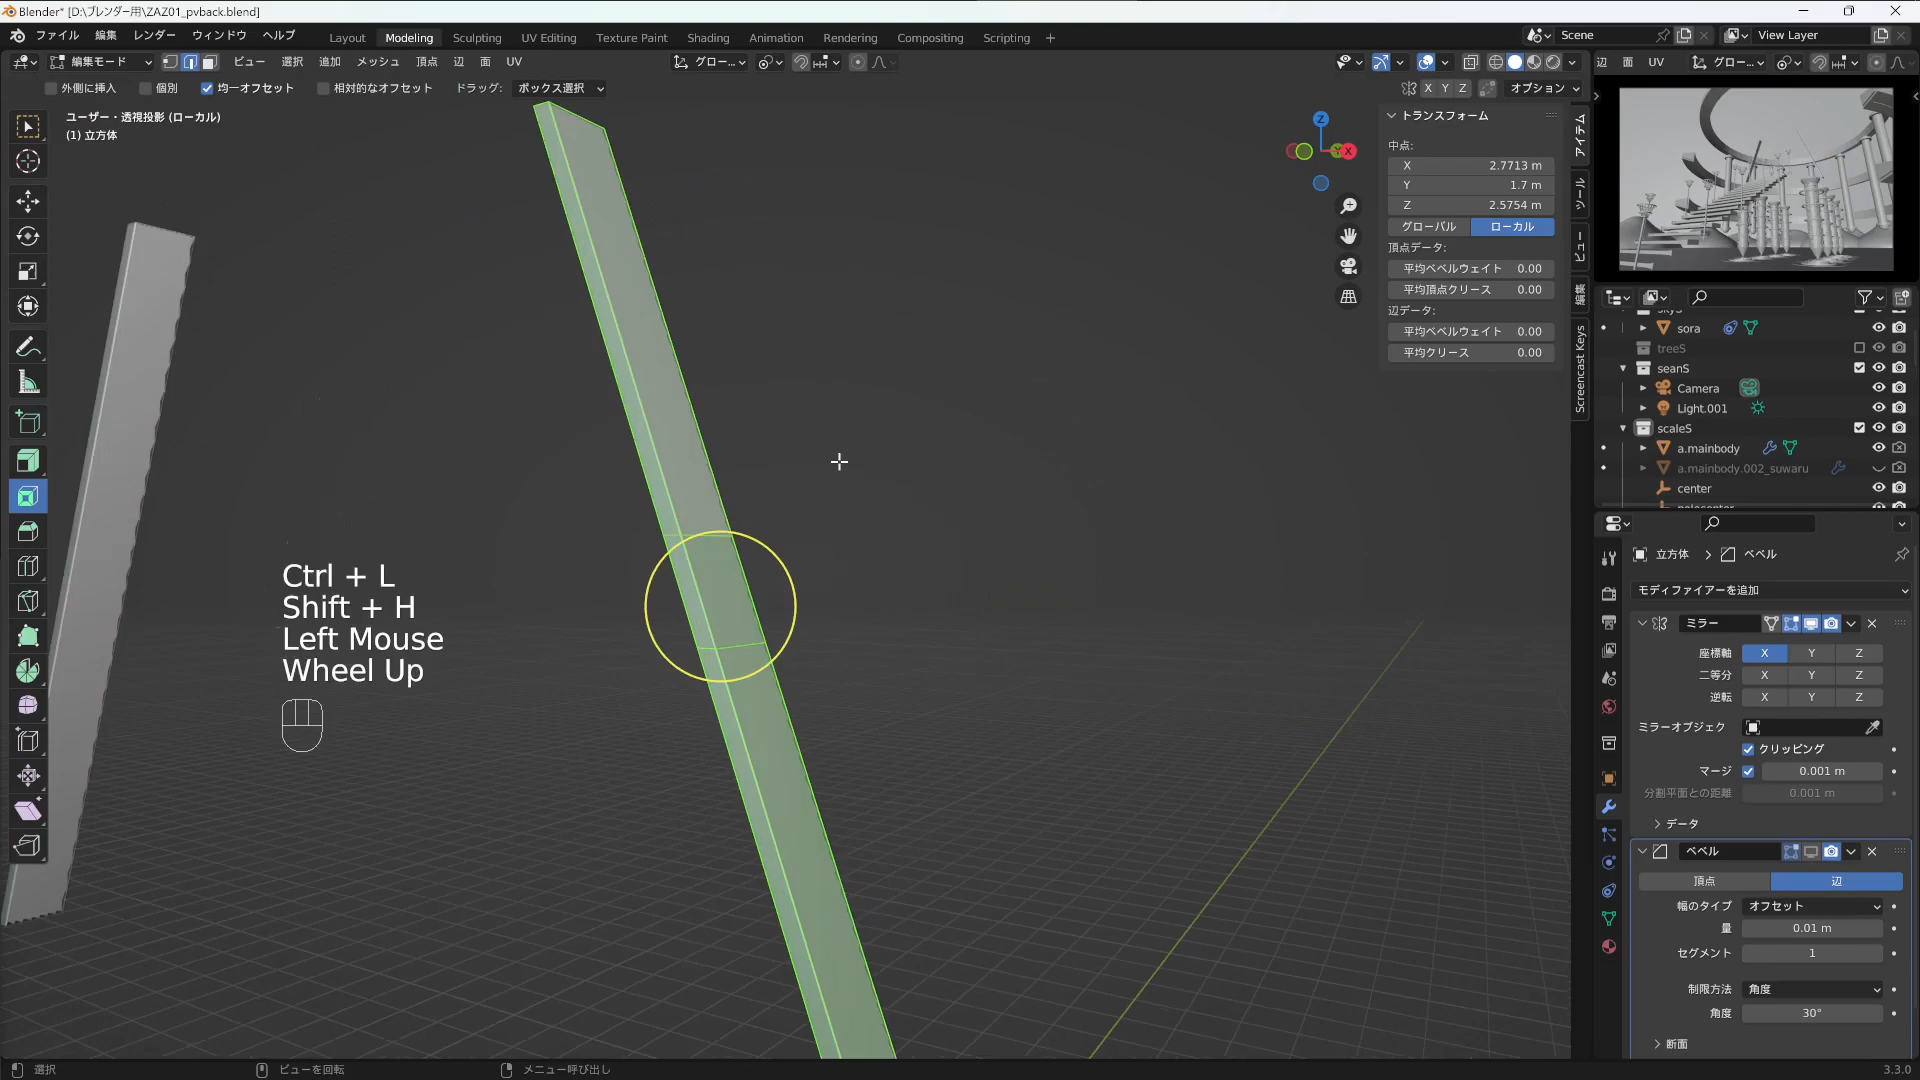 Blender* [D:\ブレンダー用\ZAZ01_pvback.blend]
ファイル 編集 レンダー ウィンドウ ヘルプ Layout Modeling Sculpting UV Editing Texture Paint Shading Animation Rendering Compositing Scripting + Scene View Layer
編集モード ビュー 選択 追加 メッシュ 頂点 辺 面 UV グロー... 辺 面 UV グロー...
外側に挿入 個別 均一オフセット 相対的なオフセット ドラッグ: ボックス選択 X Y Z オプション
ユーザー・透視投影 (ローカル)
(1) 立方体
Z
X
トランスフォーム
中点:
X 2.7713 m
Y 1.7 m
Z 2.5754 m
グローバル ローカル
頂点データ:
平均ベベルウェイト 0.00
平均頂点クリース 0.00
辺データ:
平均ベベルウェイト 0.00
平均クリース 0.00
アイテム
ツール
ビュー
編集
Screencast Keys
skyS
sora
treeS
seanS
Camera
Light.001
scaleS
a.mainbody
a.mainbody.002_suwaru
center
立方体 ベベル
モディファイアーを追加
ミラー
座標軸 X Y Z
二等分 X Y Z
逆転 X Y Z
ミラーオブジェク
クリッピング
マージ 0.001 m
分割平面との距離 0.001 m
データ
ベベル
頂点 辺
幅のタイプ オフセット
量 0.01 m
セグメント 1
制限方法 角度
角度 30°
断面
Ctrl + L
Shift + H
Left Mouse
Wheel Up
選択 ビューを回転 メニュー呼び出し 3.3.0